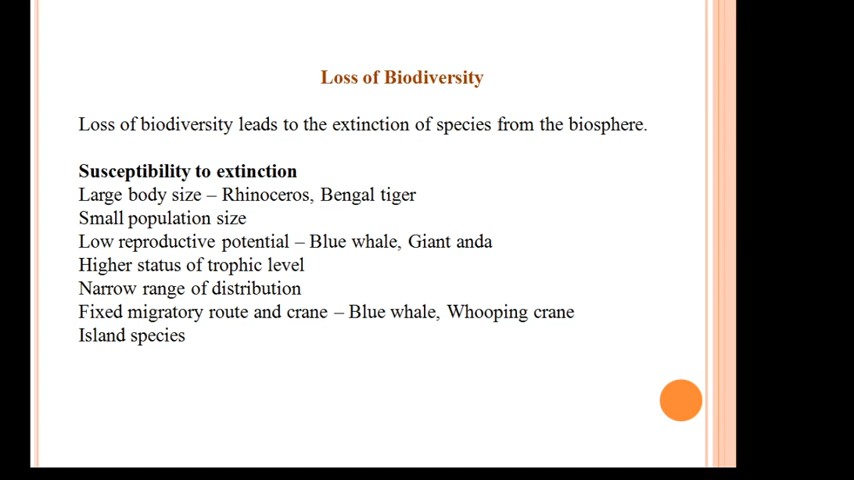 Loss of Biodiversity
Loss of biodiversity leads to the extinction of species from the biosphere.
Susceptibility to extinction
Large body size – Rhinoceros, Bengal tiger
Small population size
Low reproductive potential – Blue whale, Giant anda
Higher status of trophic level
Narrow range of distribution
Fixed migratory route and crane – Blue whale, Whooping crane
Island species